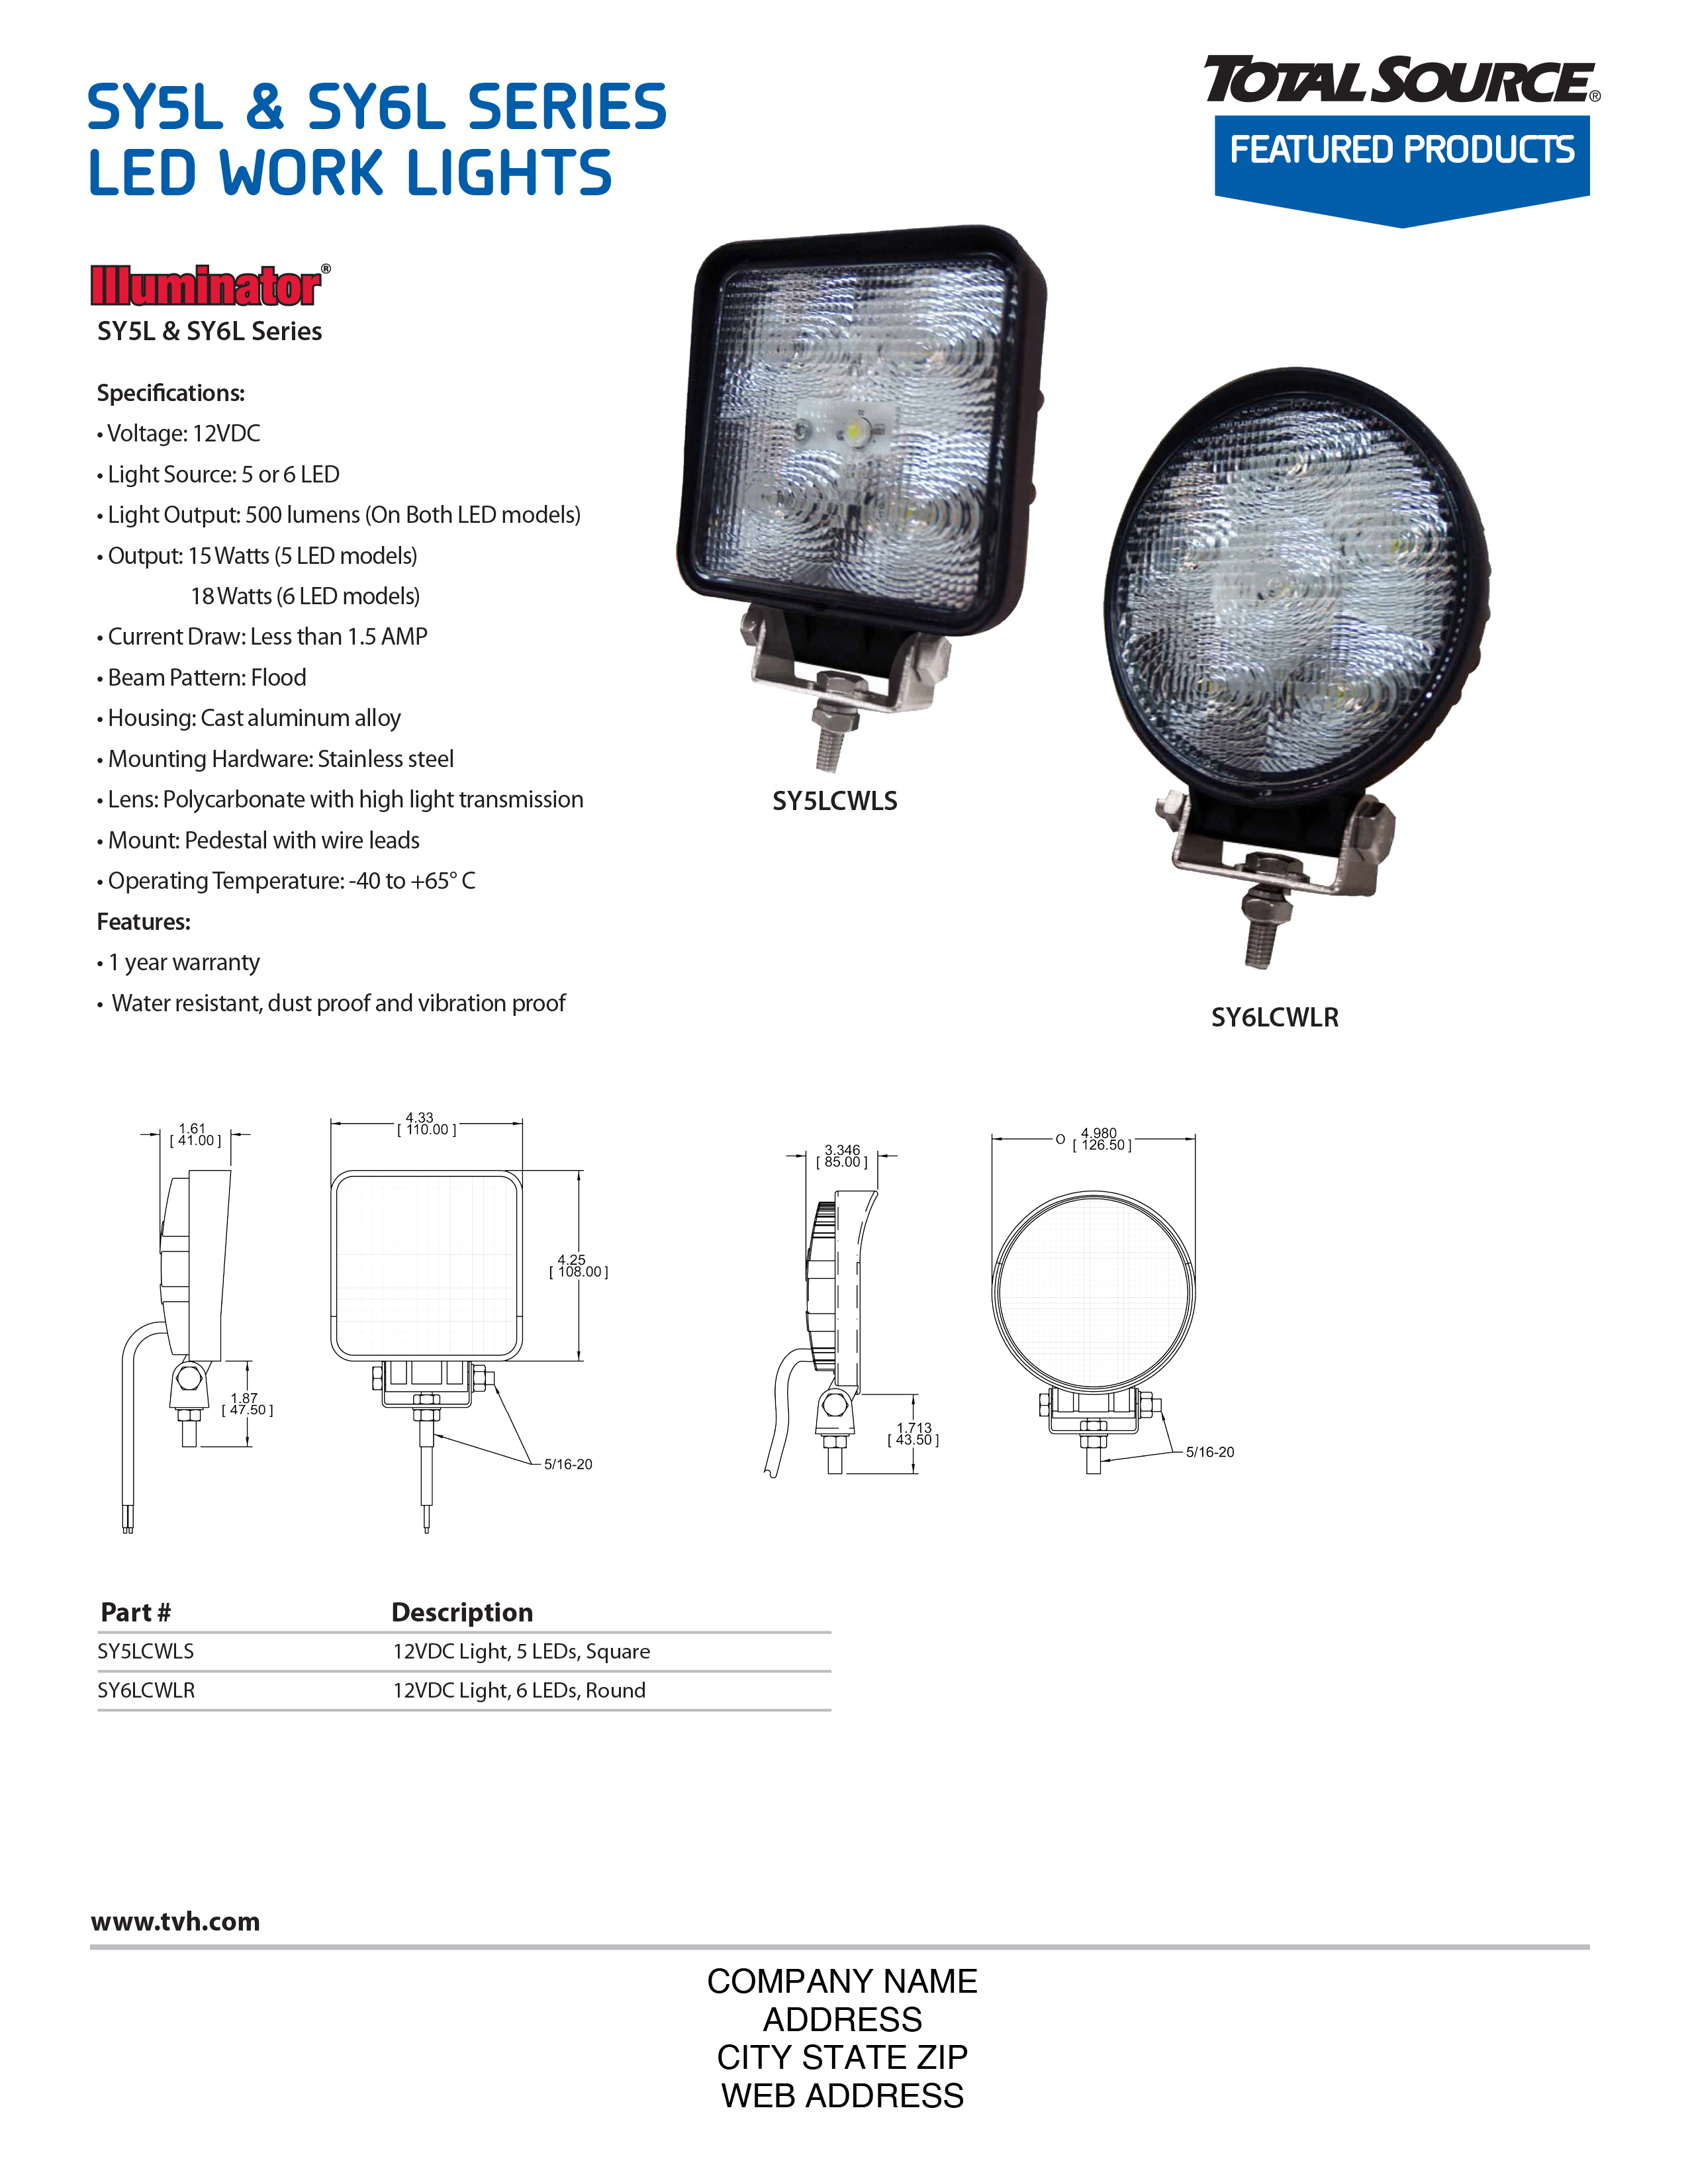 SY5L & SY6L SERIES
LED WORK LIGHTS
TOTALSOURCE®
FEATURED PRODUCTS
Illuminator®
SY5L & SY6L Series
Specifications:
• Voltage: 12VDC
• Light Source: 5 or 6 LED
• Light Output: 500 lumens (On Both LED models)
• Output: 15 Watts (5 LED models)
18 Watts (6 LED models)
• Current Draw: Less than 1.5 AMP
• Beam Pattern: Flood
• Housing: Cast aluminum alloy
• Mounting Hardware: Stainless steel
• Lens: Polycarbonate with high light transmission
• Mount: Pedestal with wire leads
• Operating Temperature: -40 to +65° C
Features:
• 1 year warranty
• Water resistant, dust proof and vibration proof
SY5LCWLS
SY6LCWLR
1.61
[ 41.00 ]
4.33
[ 110.00 ]
4.25
[ 108.00 ]
1.87
[ 47.50 ]
5/16-20
3.346
[ 85.00 ]
O 4.980
[ 126.50 ]
1.713
[ 43.50 ]
5/16-20
Part # Description
SY5LCWLS 12VDC Light, 5 LEDs, Square
SY6LCWLR 12VDC Light, 6 LEDs, Round
www.tvh.com
COMPANY NAME
ADDRESS
CITY STATE ZIP
WEB ADDRESS